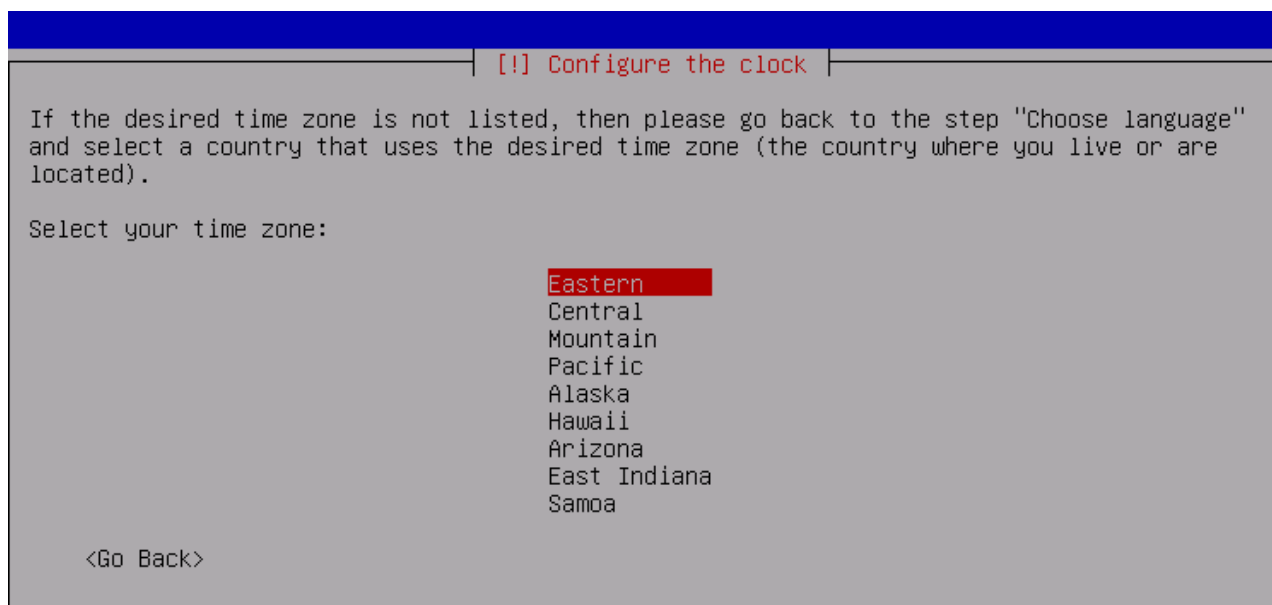 [!] Configure the clock
If the desired time zone is not listed, then please go back to the step "Choose language"
and select a country that uses the desired time zone (the country where you live or are
located).
Select your time zone:
Eastern
Central
Mountain
Pacific
Alaska
Hawaii
Arizona
East Indiana
Samoa
<Go Back>